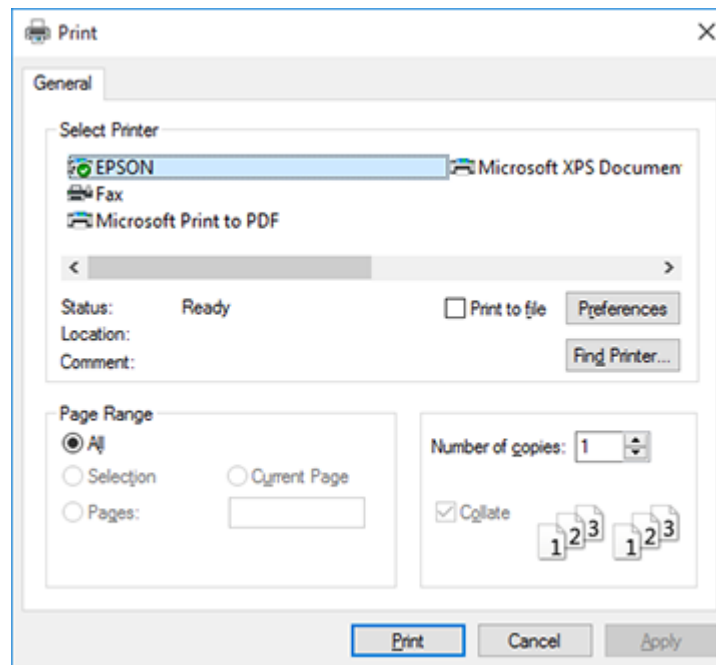 Print
General
Select Printer
EPSON Microsoft XPS Documen
Fax
Microsoft Print to PDF
Status: Ready Print to file Preferences
Location:
Comment: Find Printer...
Page Range
All Number of copies: 1
Selection Current Page
Pages: Collate 1 2 3 1 2 3
Print Cancel Apply